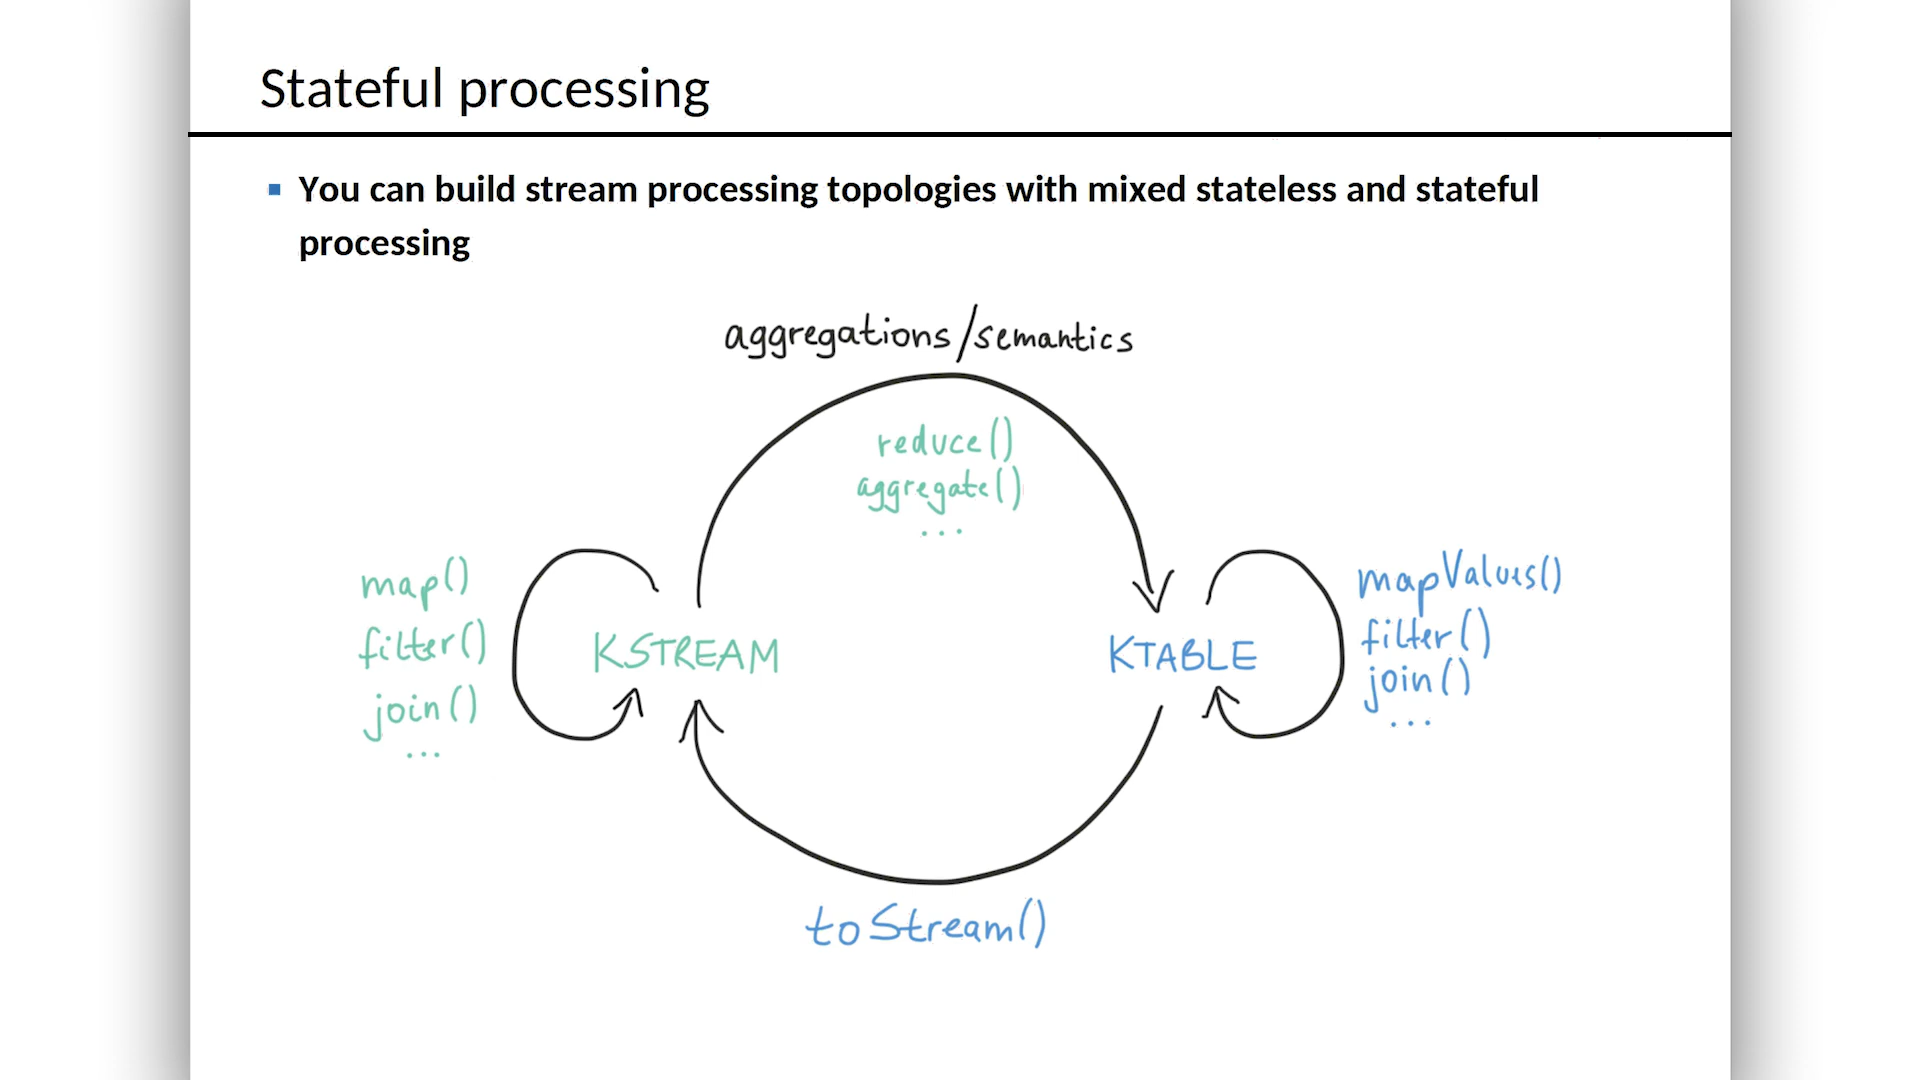 Stateful processing
You can build stream processing topologies with mixed stateless and stateful
processing
aggregations/semantics
reduce()
aggregate()
...
map()
filter()
join()
...
KSTREAM
KTABLE
mapValues()
filter()
join()
...
toStream()